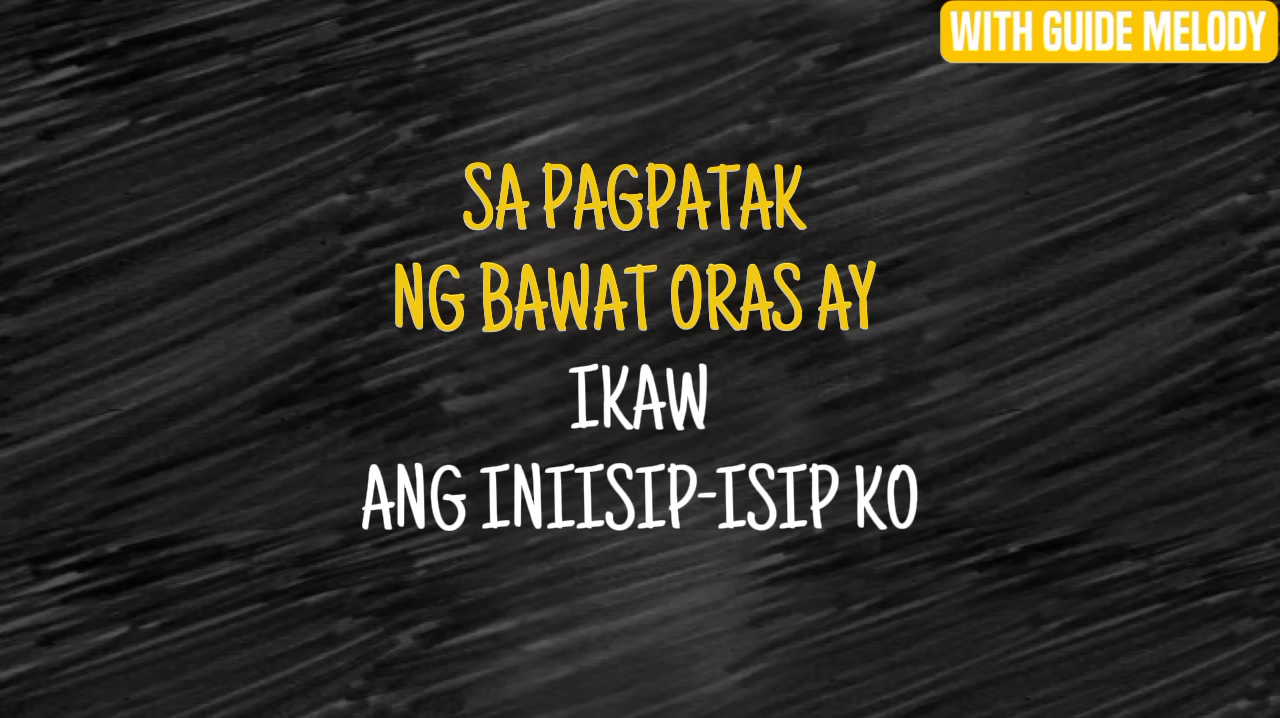 WITH GUIDE MELODY
SA PAGPATAK
NG BAWAT ORAS AY
IKAW
ANG INIISIP-ISIP KO